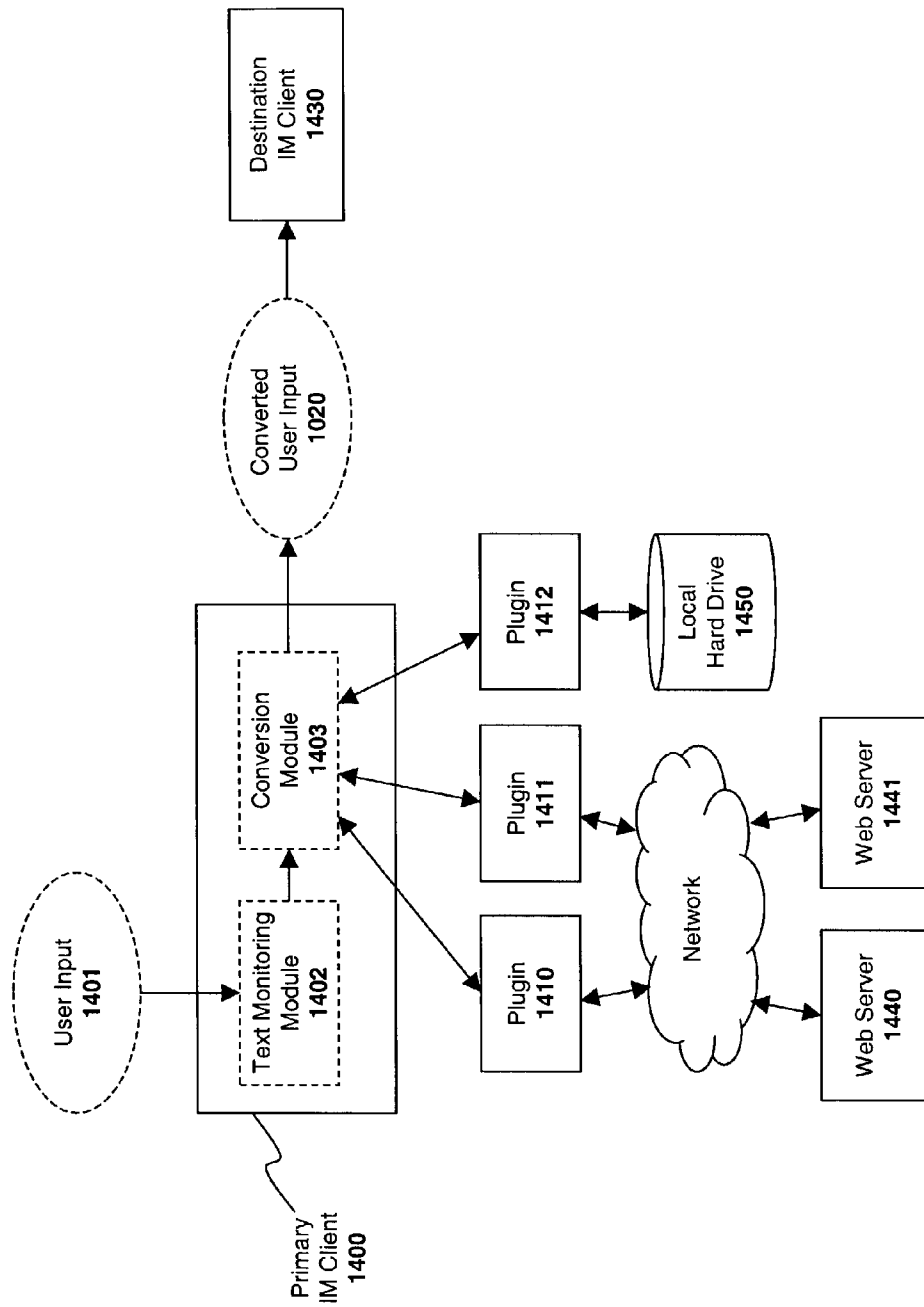 User Input
1401
Primary
IM Client
1400
Text Monitoring
Module
1402
Conversion
Module
1403
Converted
User Input
1020
Destination
IM Client
1430
Plugin
1410
Plugin
1411
Plugin
1412
Network
Local
Hard Drive
1450
Web Server
1440
Web Server
1441